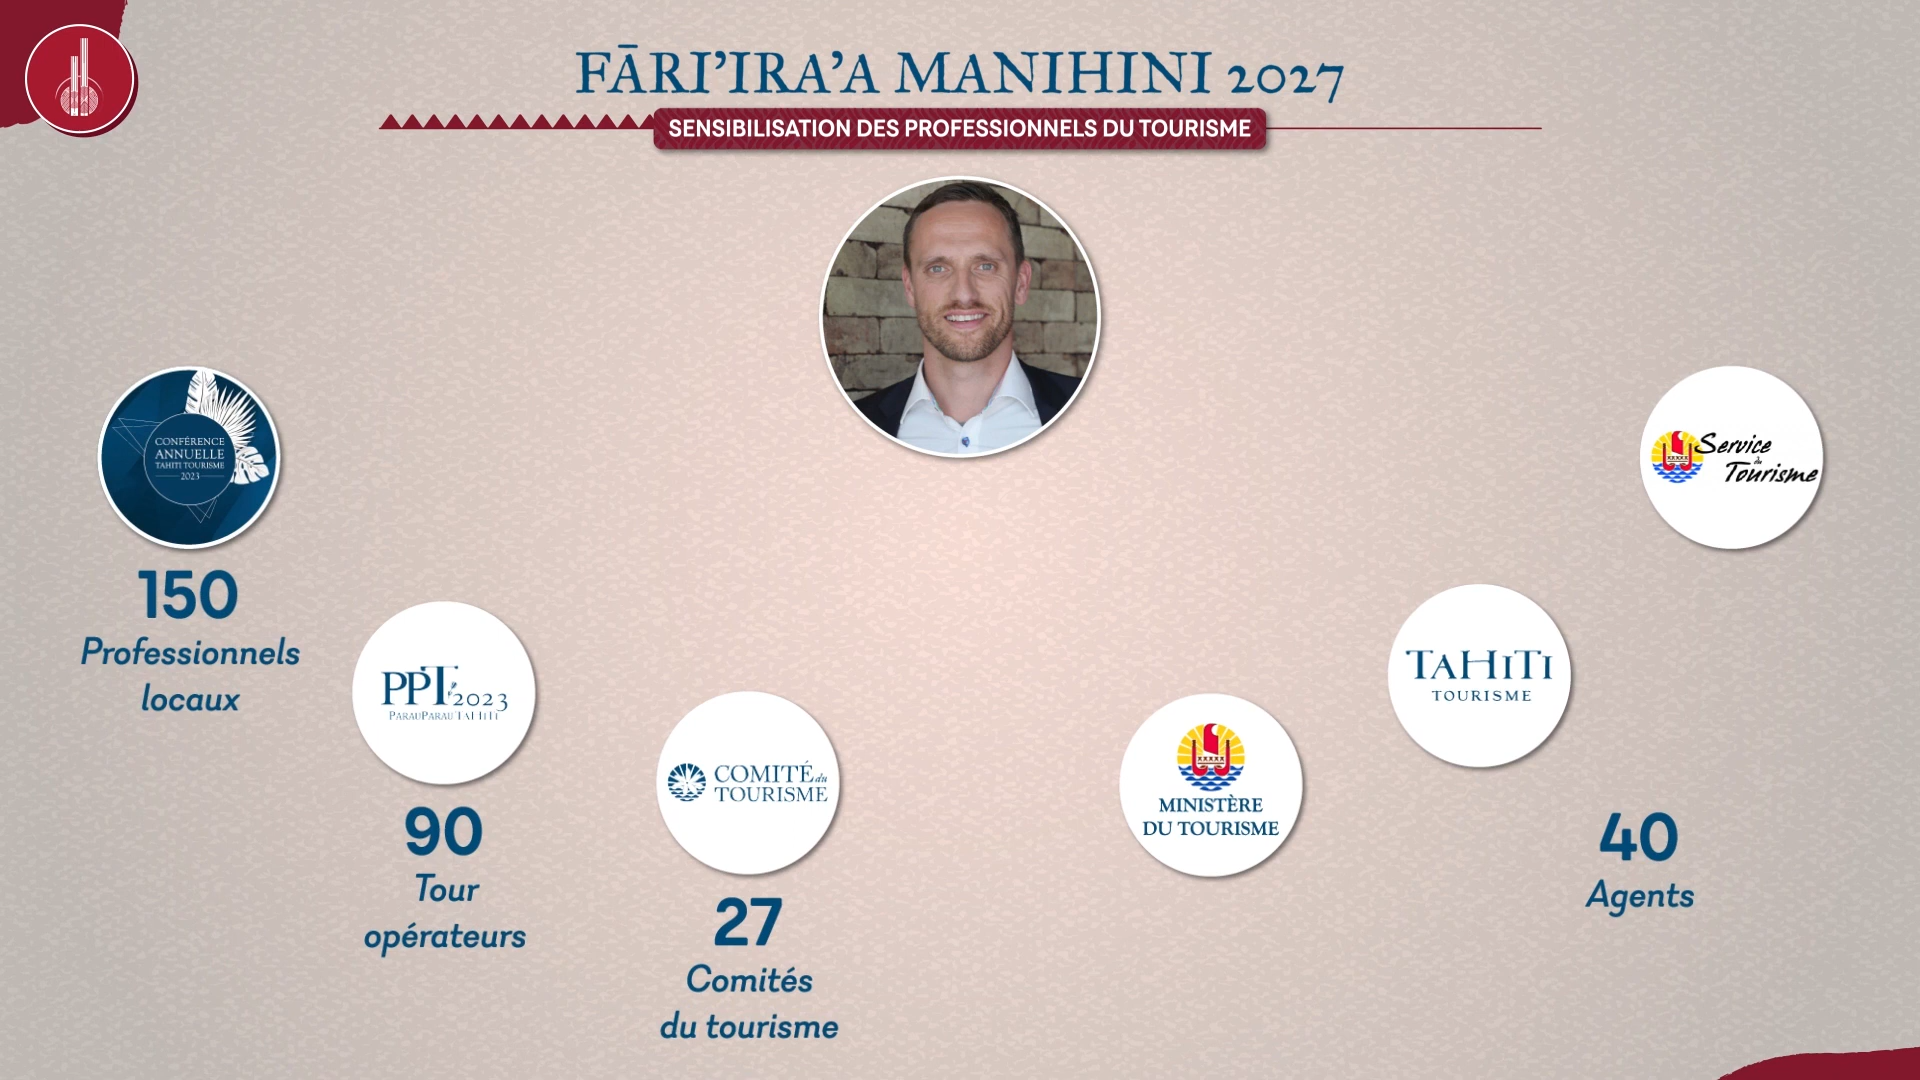 FĀRI’IRA’A MANIHINI 2027
SENSIBILISATION DES PROFESSIONNELS DU TOURISME
CONFÉRENCE
ANNUELLE
TAHITI TOURISME
2023
150
Professionnels
locaux
PPT 2023
PARAUPARAU TAHITI
90
Tour
opérateurs
COMITÉ du
TOURISME
27
Comités
du tourisme
MINISTÈRE
DU TOURISME
TAHITI
TOURISME
40
Agents
Service
du
Tourisme